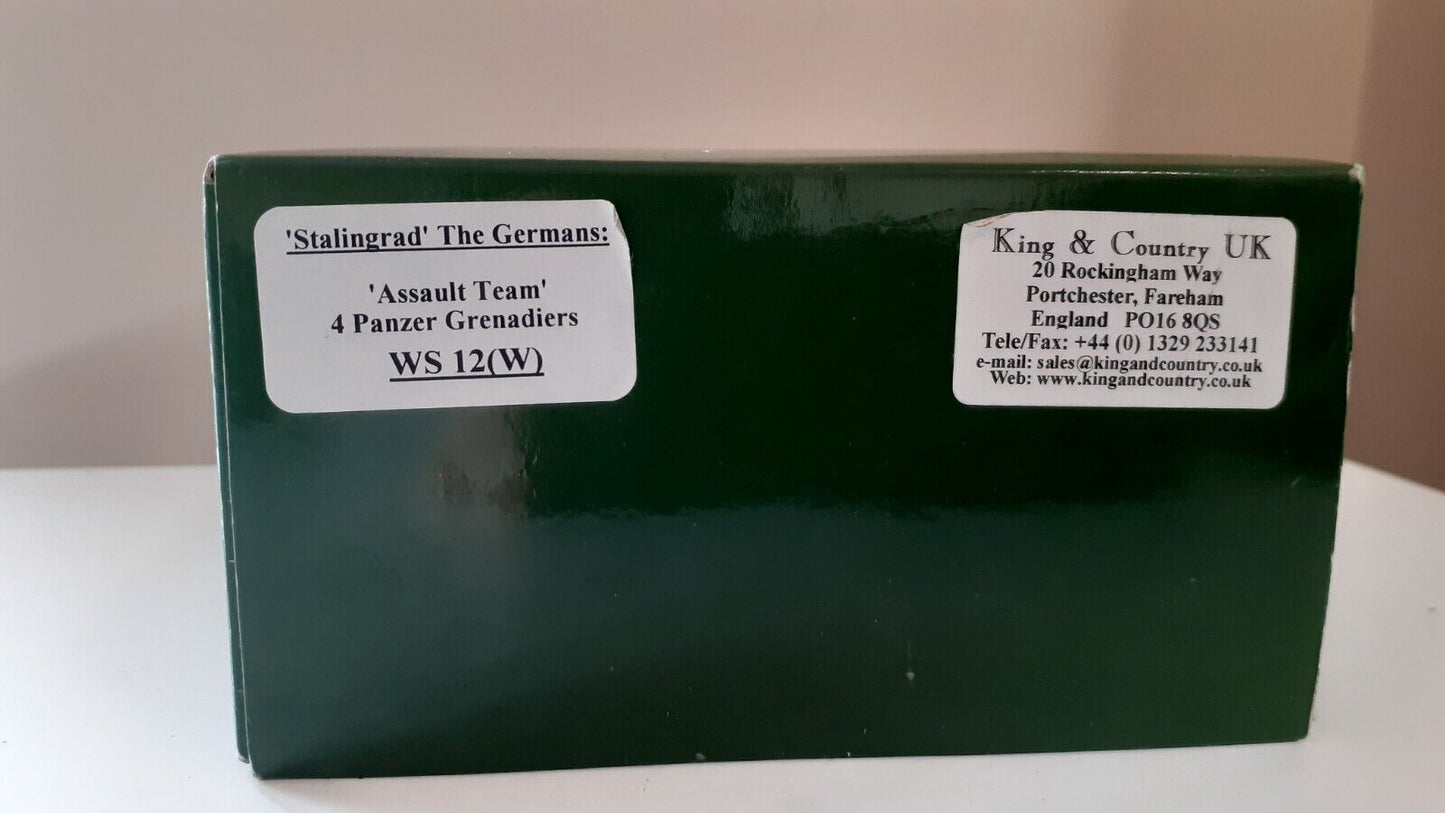 'Stalingrad' The Germans:
'Assault Team'
4 Panzer Grenadiers
WS 12(W)
King & Country UK
20 Rockingham Way
Portchester, Fareham
England PO16 8QS
Tele/Fax: +44 (0) 1329 233141
e-mail: sales@kingandcountry.co.uk
Web: www.kingandcountry.co.uk